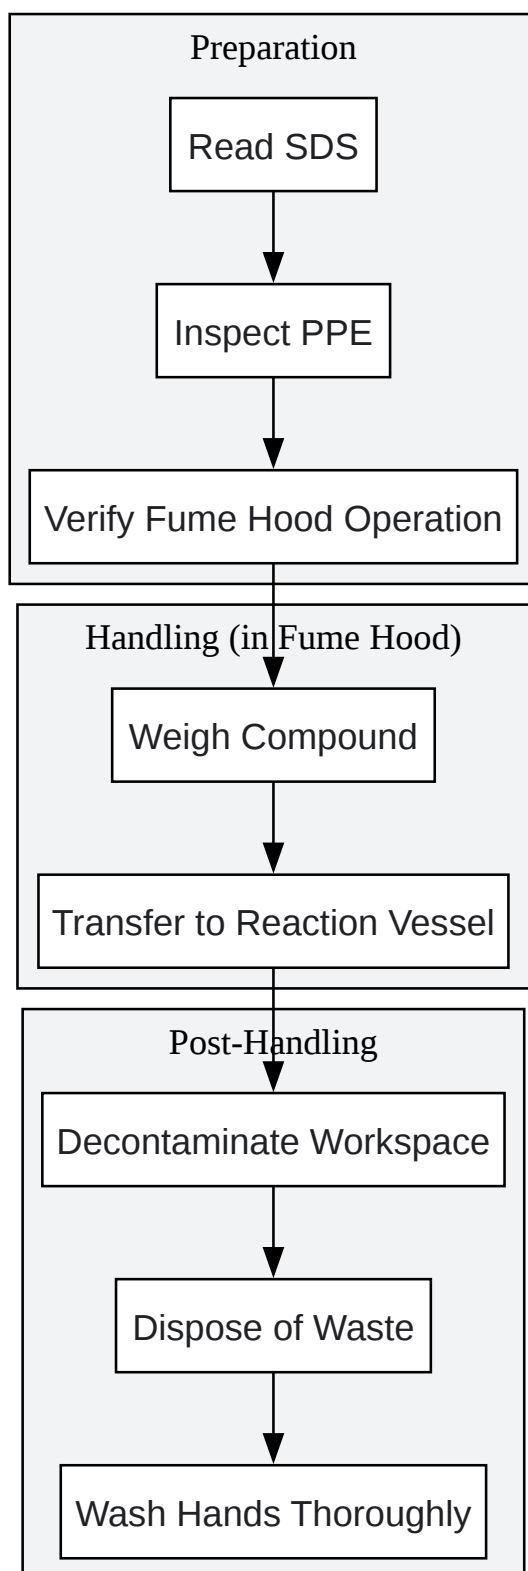 Preparation
Read SDS
Inspect PPE
Verify Fume Hood Operation
Handling (in Fume Hood)
Weigh Compound
Transfer to Reaction Vessel
Post-Handling
Decontaminate Workspace
Dispose of Waste
Wash Hands Thoroughly